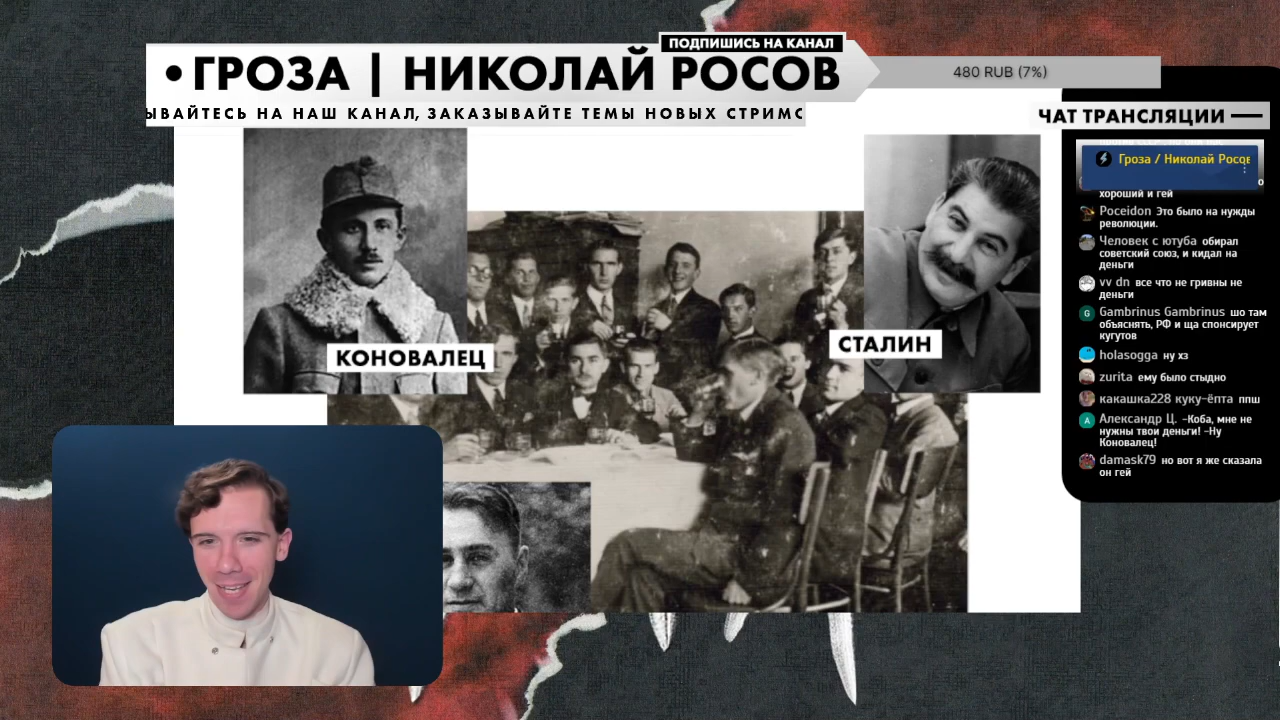 ПОДПИШИСЬ НА КАНАЛ
• ГРОЗА | НИКОЛАЙ РОСОВ
480 RUB (7%)
ЫВАЙТЕСЬ НА НАШ КАНАЛ, ЗАКАЗЫВАЙТЕ ТЕМЫ НОВЫХ СТРИМС
ЧАТ ТРАНСЛЯЦИИ
Гроза / Николай Росов
хороший и гей
Poceidon Это было на нужды
революции.
Человек с ютуба обирал
советский союз, и кидал на
деньги
vv dn все что не гривны не
деньги
Gambrinus Gambrinus шо там
объяснять, РФ и ща спонсирует
кугутов
holasogga ну хз
zurita ему было стыдно
какашка228 куку-ёпта ппш
Александр Ц. -Коба, мне не
нужны твои деньги! -Ну
Коновалец!
damask79 но вот я же сказала
он гей
КОНОВАЛЕЦ
СТАЛИН